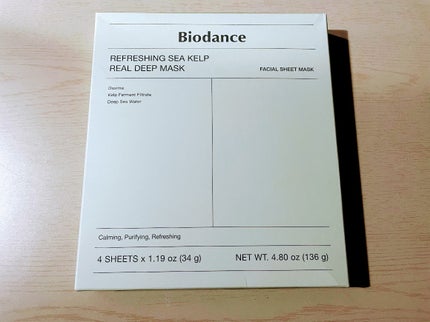 Biodance
REFRESHING SEA KELP
REAL DEEP MASK
FACIAL SHEET MASK
Kelp Ferment Filtrate
Deep Sea Water
Calming, Purifying, Refreshing
4 SHEETS x 1.19 oz (34 g)
NET WT. 4.80 oz (136 g)